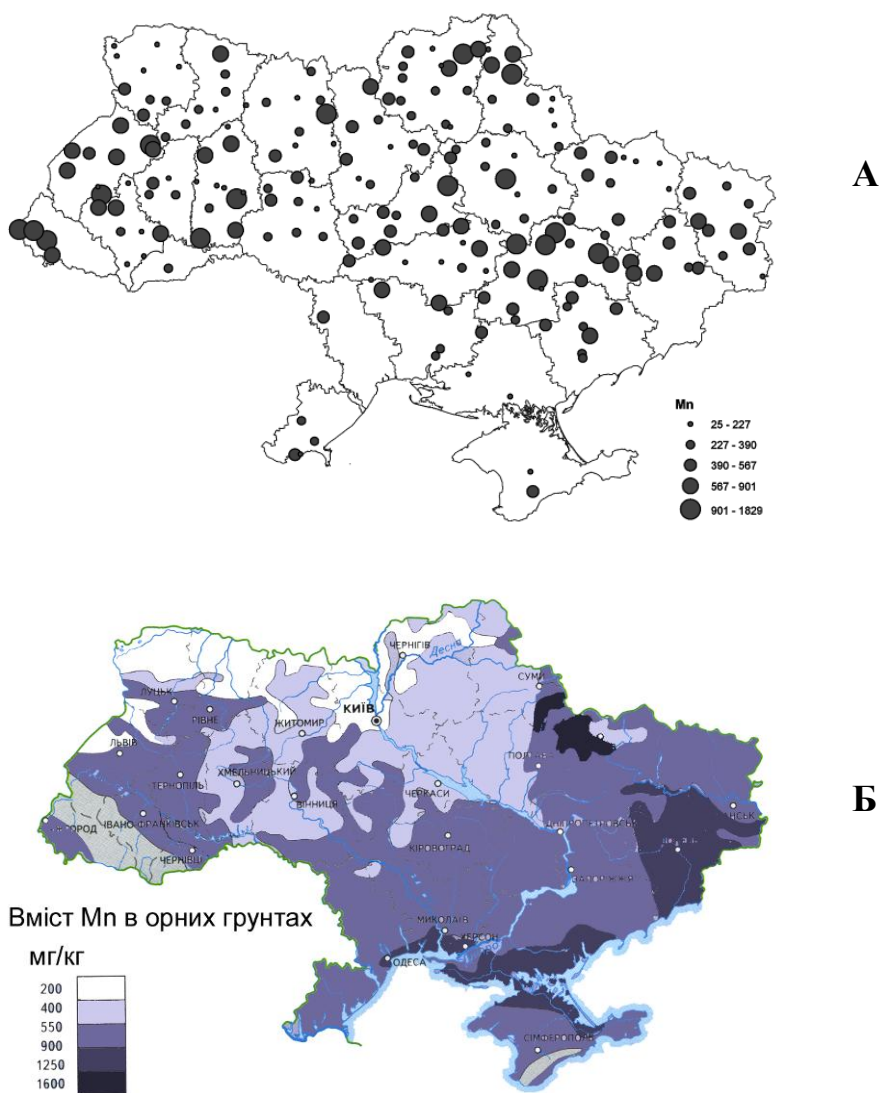 А
Mn
25 - 227
227 - 390
390 - 567
567 - 901
901 - 1829
Б
ЧЕРНІГІВ
Десна
ЛУЦЬК
РІВНЕ
СУМИ
КИЇВ
ЖИТОМИР
ЛЬВІВ
ХМЕЛЬНИЦЬКИЙ
ТЕРНОПІЛЬ
ВІННИЦЯ
ЧЕРКАСИ
ІВАНО-ФРАНКІВСЬК
КІРОВОГРАД
ЧЕРНІВЦІ
Вміст Mn в орних грунтах
мг/кг
МИКОЛАЇВ
ХЕРСОН
ОДЕСА
СІМФЕРОПОЛЬ
200
400
550
900
1250
1600